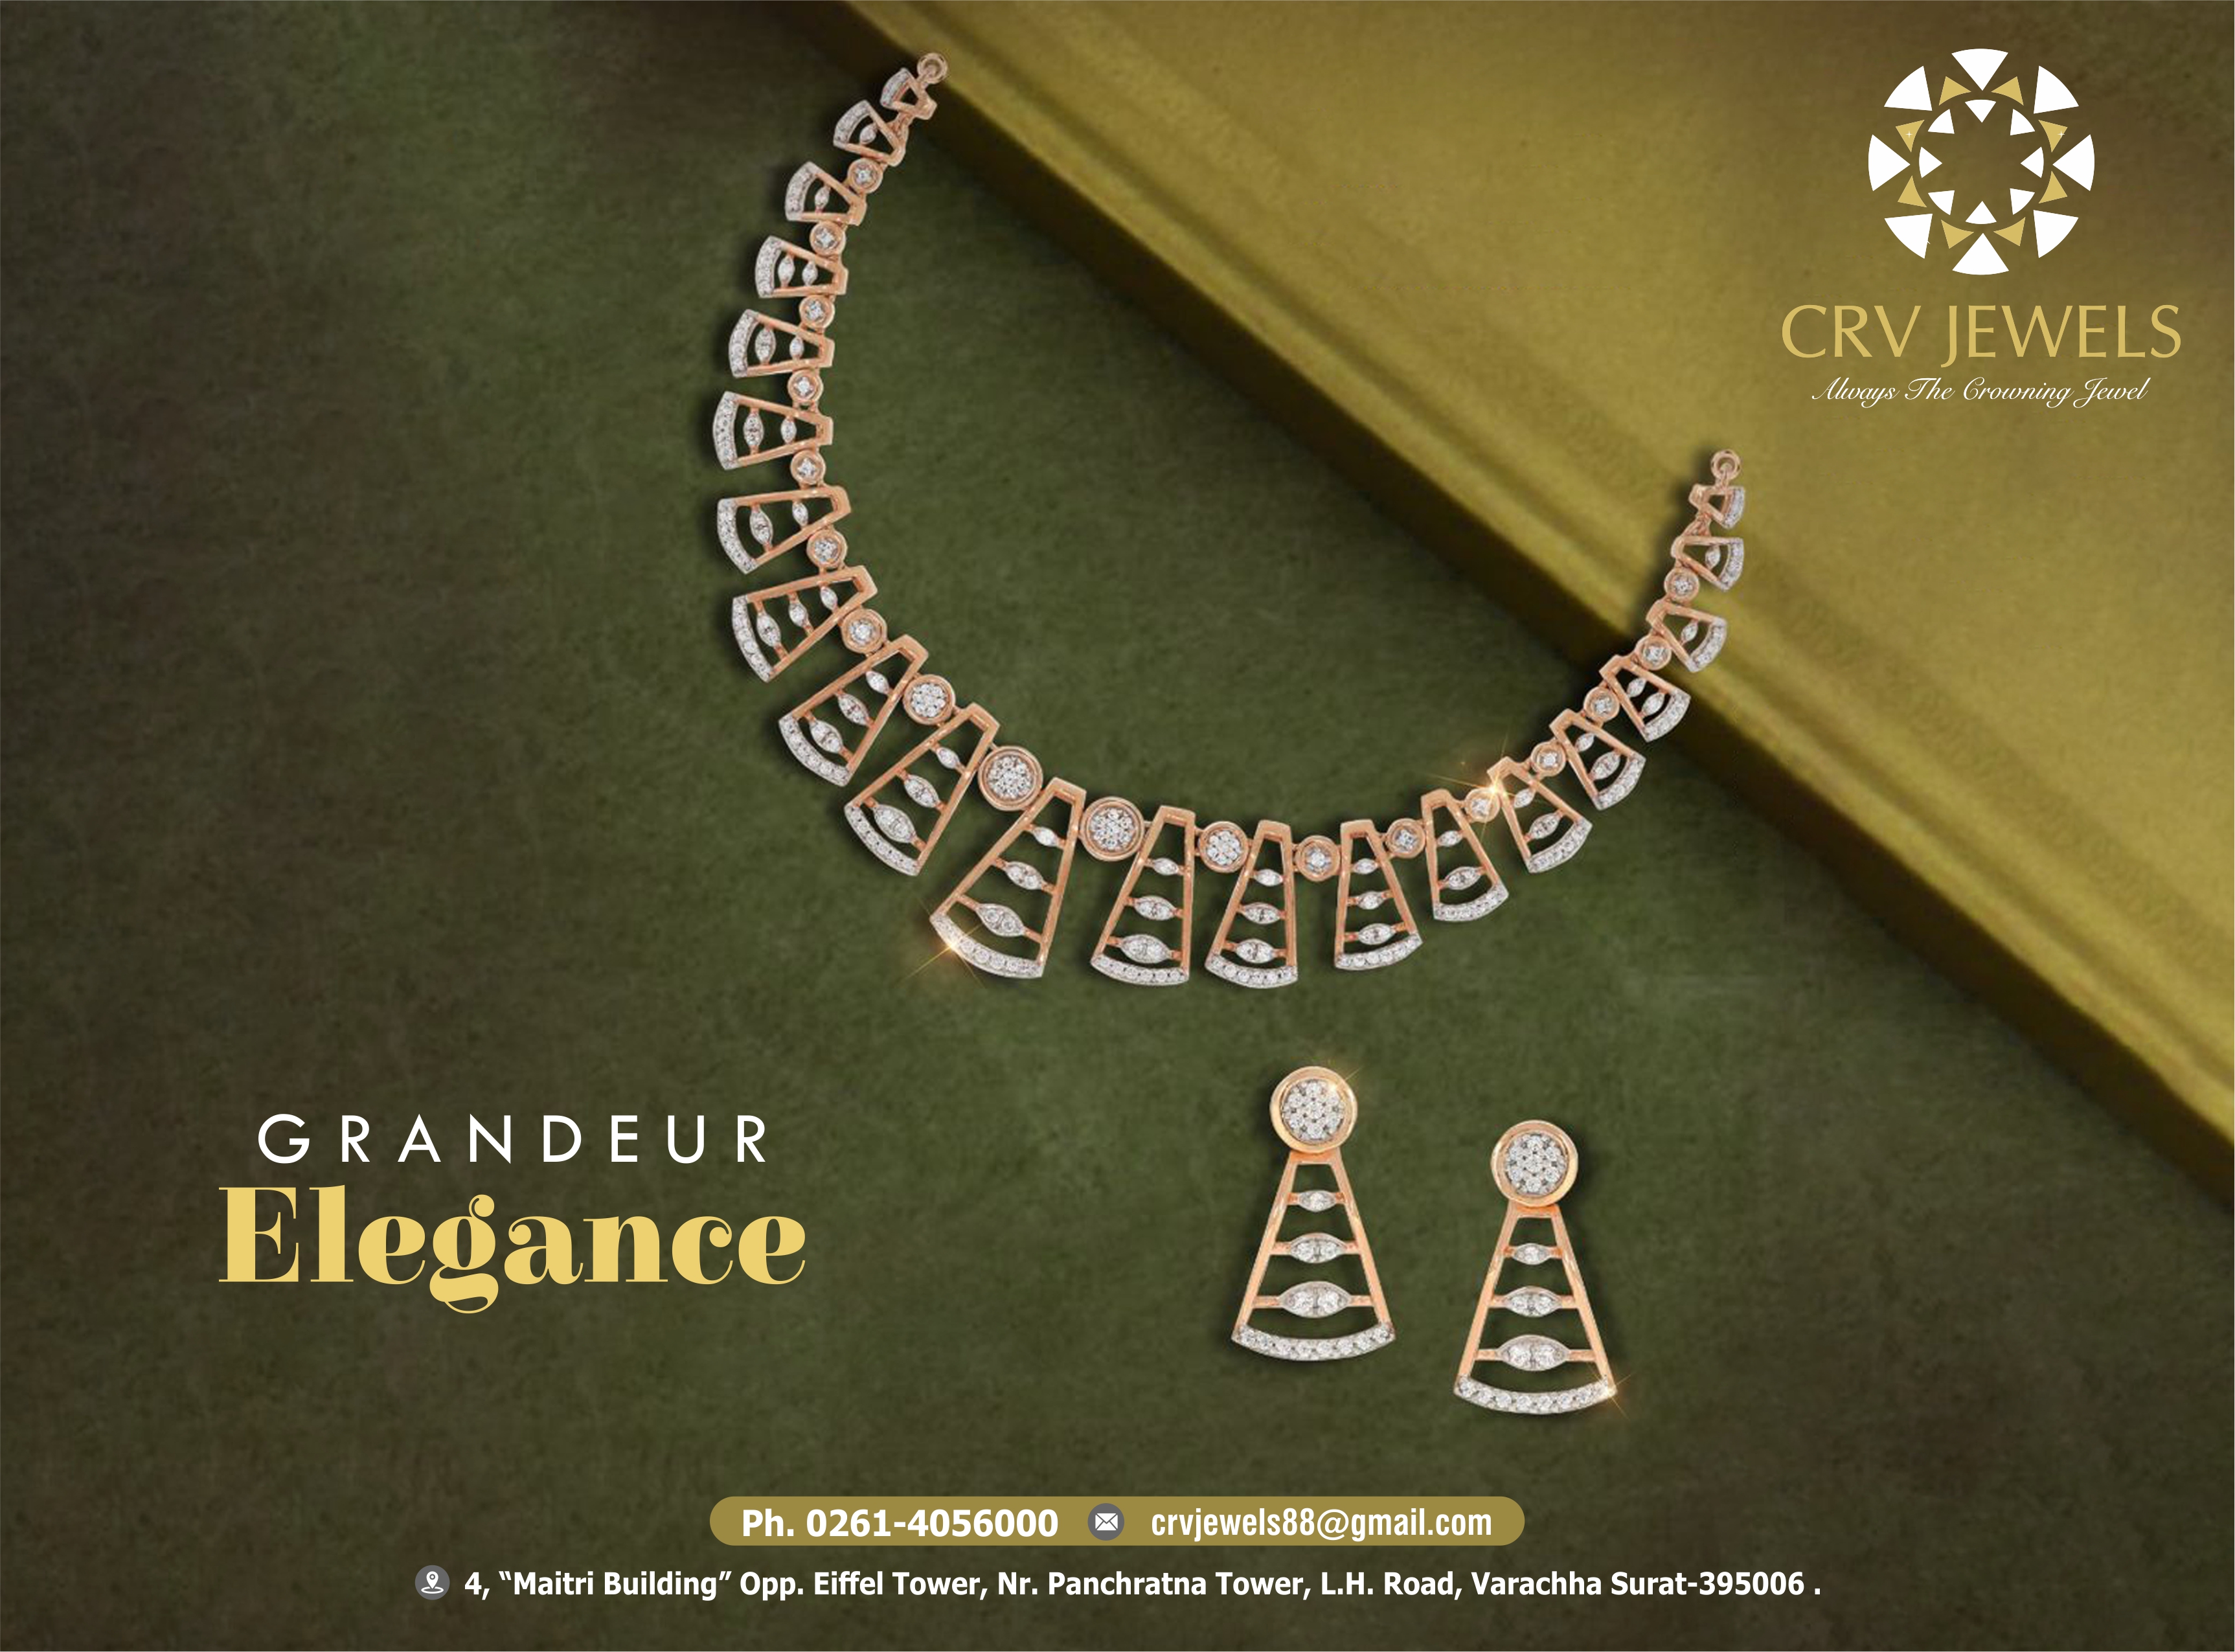 CRV JEWELS
Always The Crowning Jewel
GRANDEUR
Elegance
Ph. 0261-4056000 crvjewels88@gmail.com
4, “Maitri Building” Opp. Eiffel Tower, Nr. Panchratna Tower, L.H. Road, Varachha Surat-395006 .